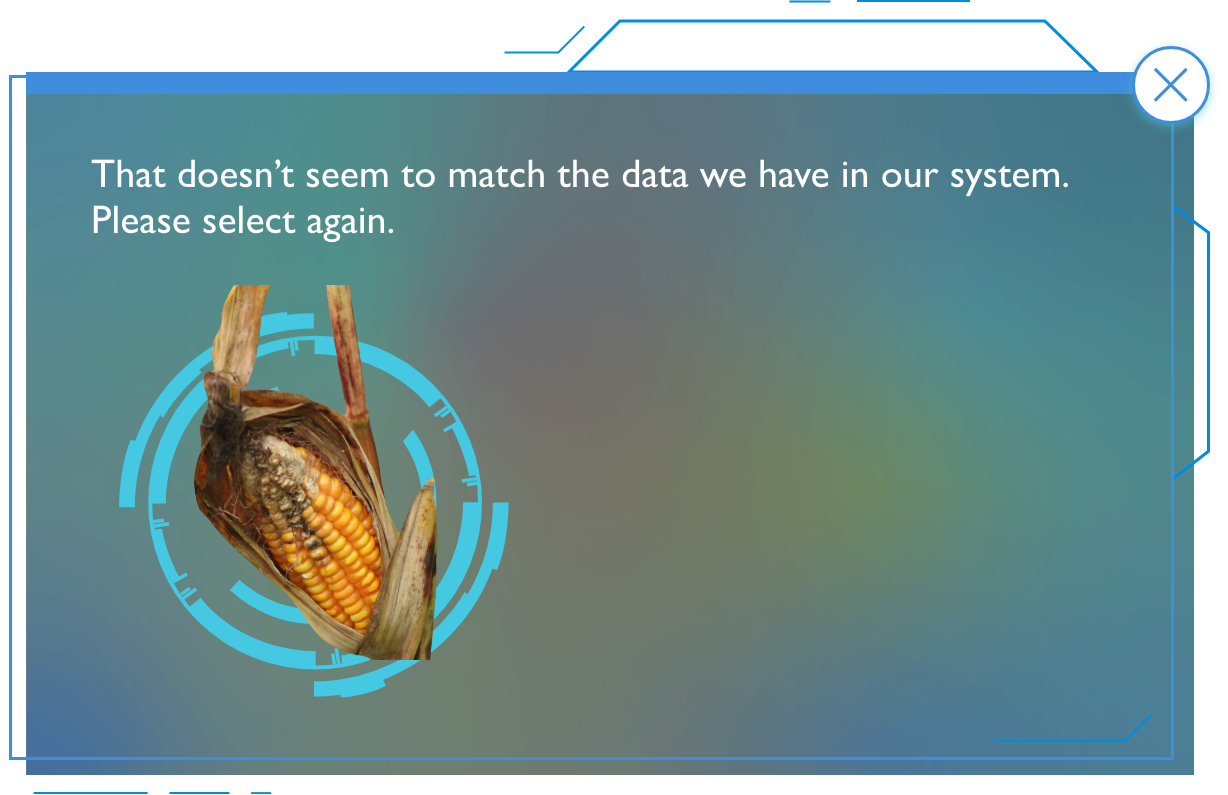 That doesn’t seem to match the data we have in our system.
Please select again.